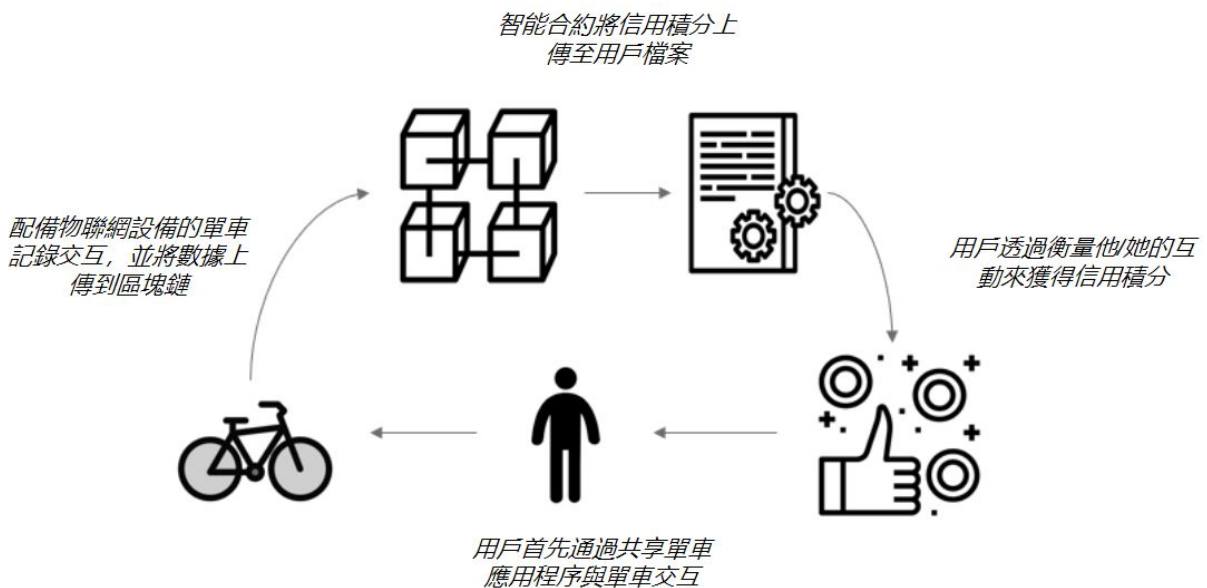 智能合約將信用積分上
傳至用戶檔案
配備物聯網設備的單車
記錄交互，並將數據上
傳到區塊鏈
用戶透過衡量他/她的互
動來獲得信用積分
用戶首先通過共享單車
應用程序與單車交互